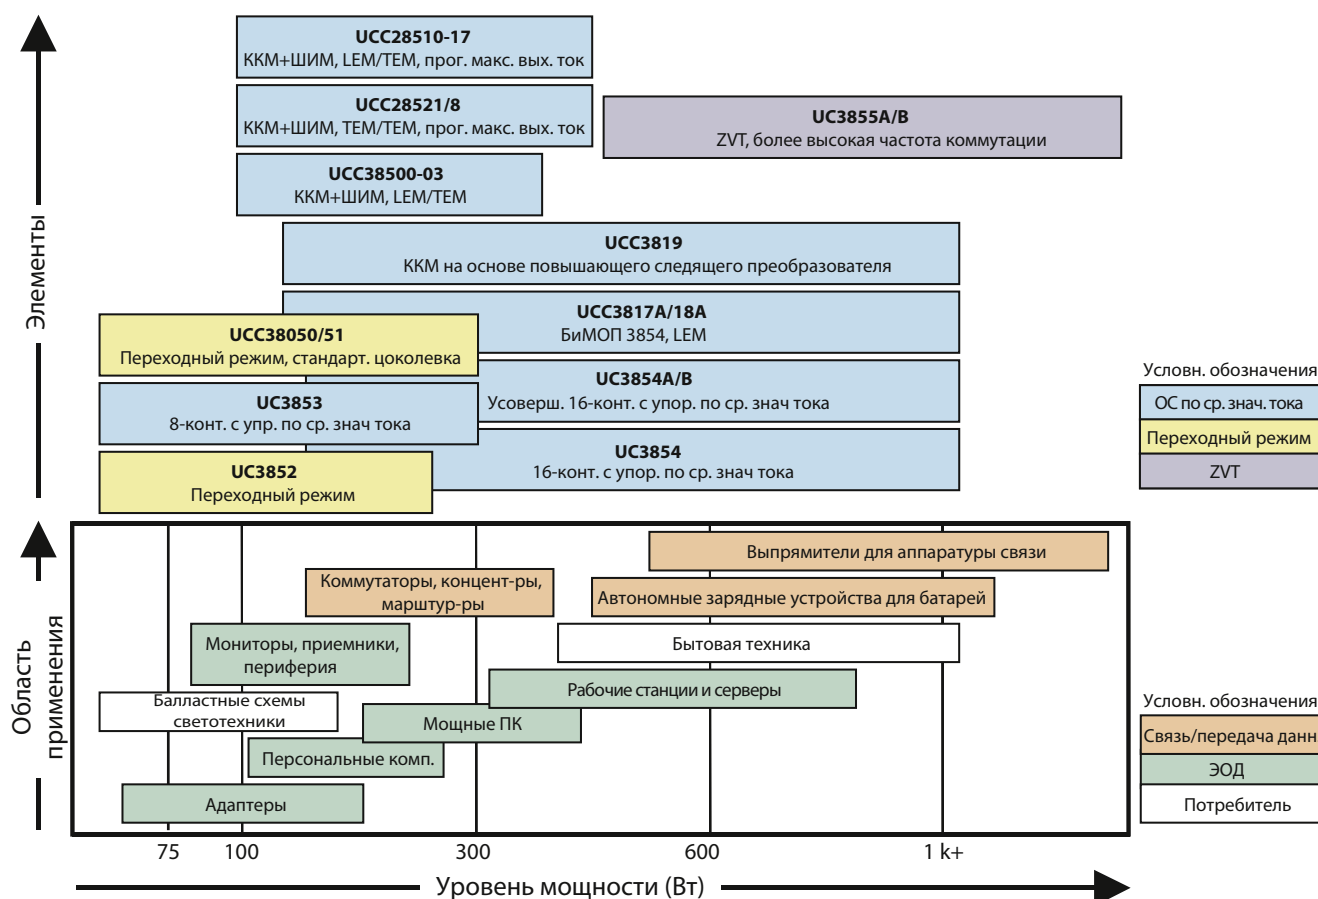 UCC28510-17
ККМ+ШИМ, LEM/TEM, прог. макс. вых. ток
UCC28521/8
ККМ+ШИМ, TEM/TEM, прог. макс. вых. ток
UC3855A/B
ZVT, более высокая частота коммутации
UCC38500-03
ККМ+ШИМ, LEM/TEM
UCC3819
ККМ на основе повышающего следящего преобразователя
UCC3817A/18A
БиМОП 3854, LEM
UCC38050/51
Переходный режим, стандарт. цоколевка
UC3854A/B
Усоверш. 16-конт. с упор. по ср. знач тока
UC3853
8-конт. с упр. по ср. знач тока
UC3854
16-конт. с упор. по ср. знач тока
UC3852
Переходный режим
Элементы
Условн. обозначения
ОС по ср. знач. тока
Переходный режим
ZVT
Область
применения
Выпрямители для аппаратуры связи
Коммутаторы, концент-ры,
марштур-ры
Автономные зарядные устройства для батарей
Мониторы, приемники,
периферия
Бытовая техника
Рабочие станции и серверы
Балластные схемы
светотехники
Мощные ПК
Персональные комп.
Адаптеры
Условн. обозначения
Связь/передача данн.
ЭОД
Потребитель
75
100
300
600
1 k+
Уровень мощности (Вт)